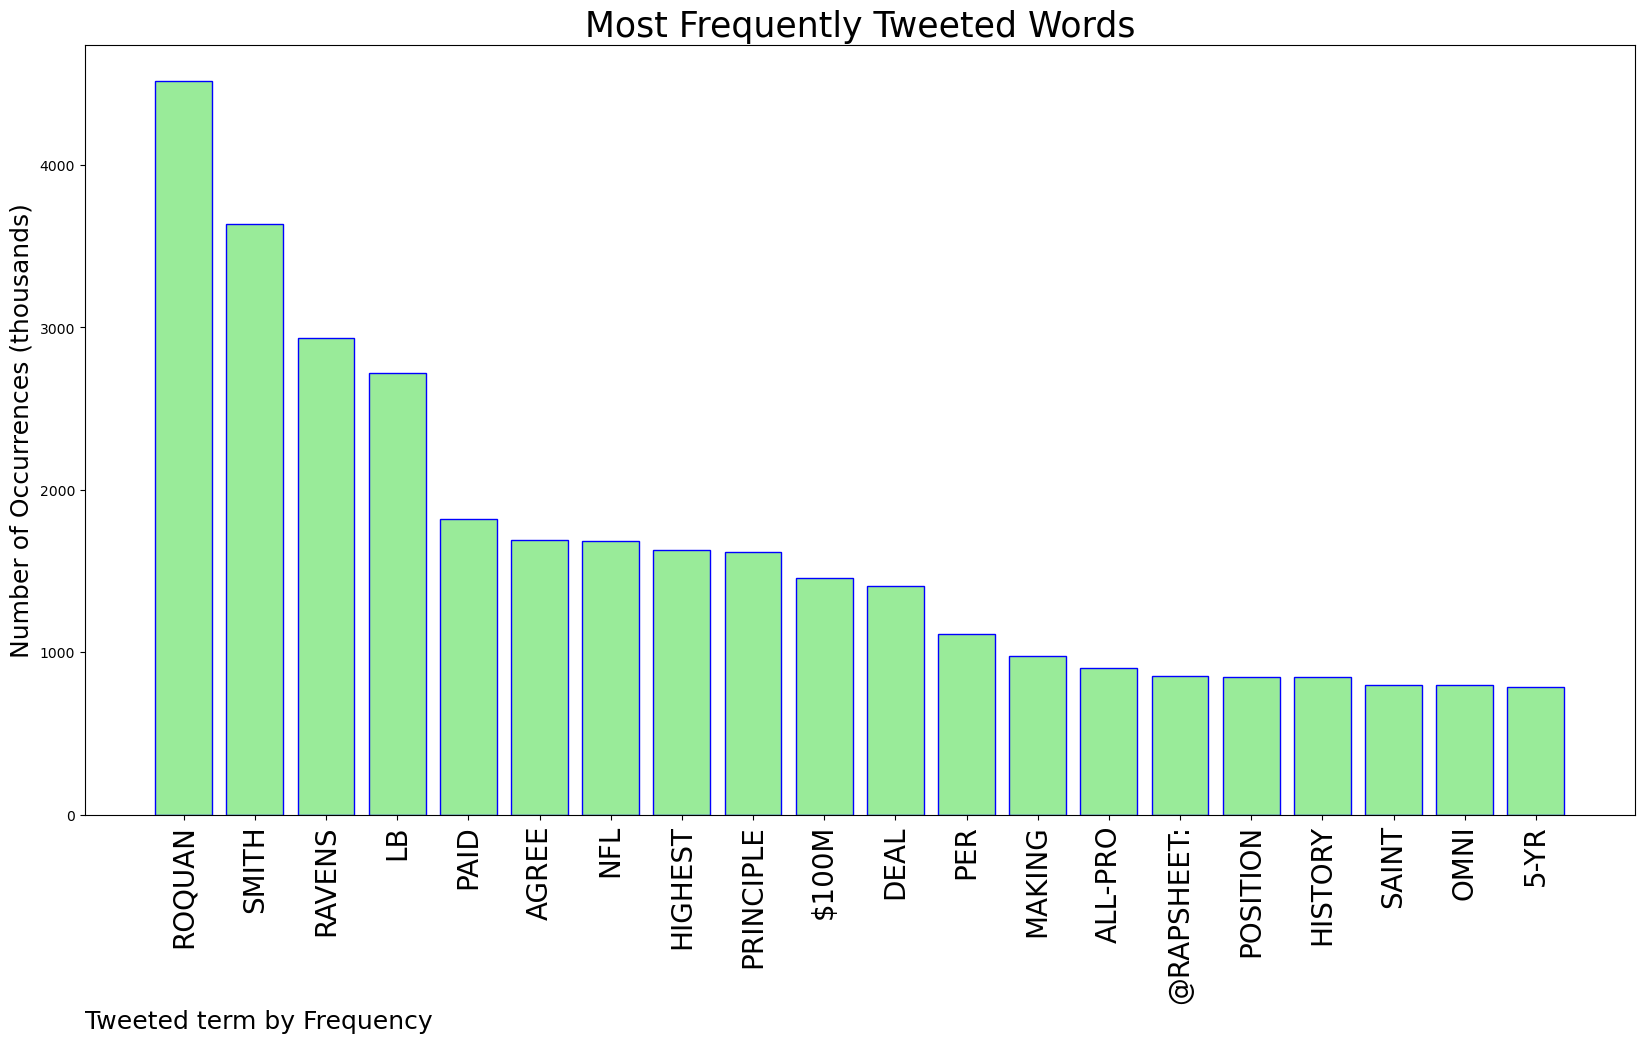 Most Frequently Tweeted Words
Number of Occurrences (thousands)
4000
3000
2000
1000
0
ROQUAN
SMITH
RAVENS
LB
PAID
AGREE
NFL
HIGHEST
PRINCIPLE
$100M
DEAL
PER
MAKING
ALL-PRO
@RAPSHEET:
POSITION
HISTORY
SAINT
OMNI
5-YR
Tweeted term by Frequency